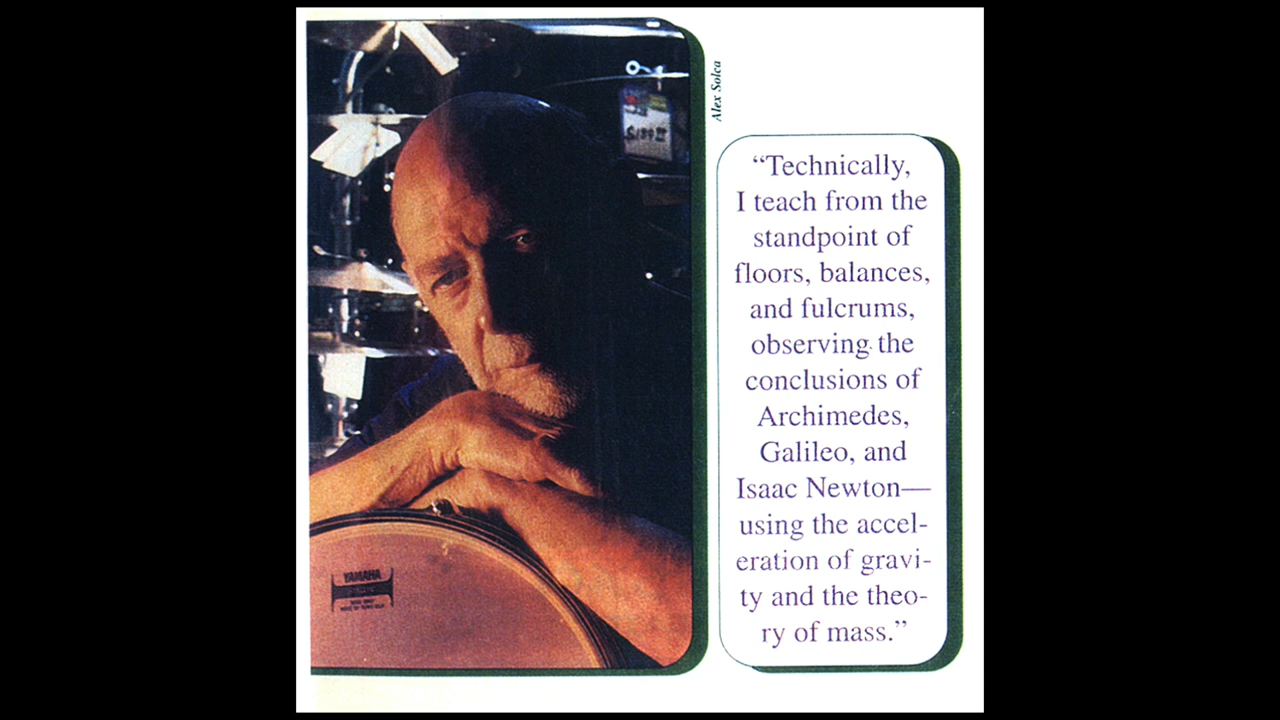 Alex Solca
“Technically,
I teach from the
standpoint of
floors, balances,
and fulcrums,
observing the
conclusions of
Archimedes,
Galileo, and
Isaac Newton—
using the accel-
eration of gravi-
ty and the theo-
ry of mass.”
YAMAHA